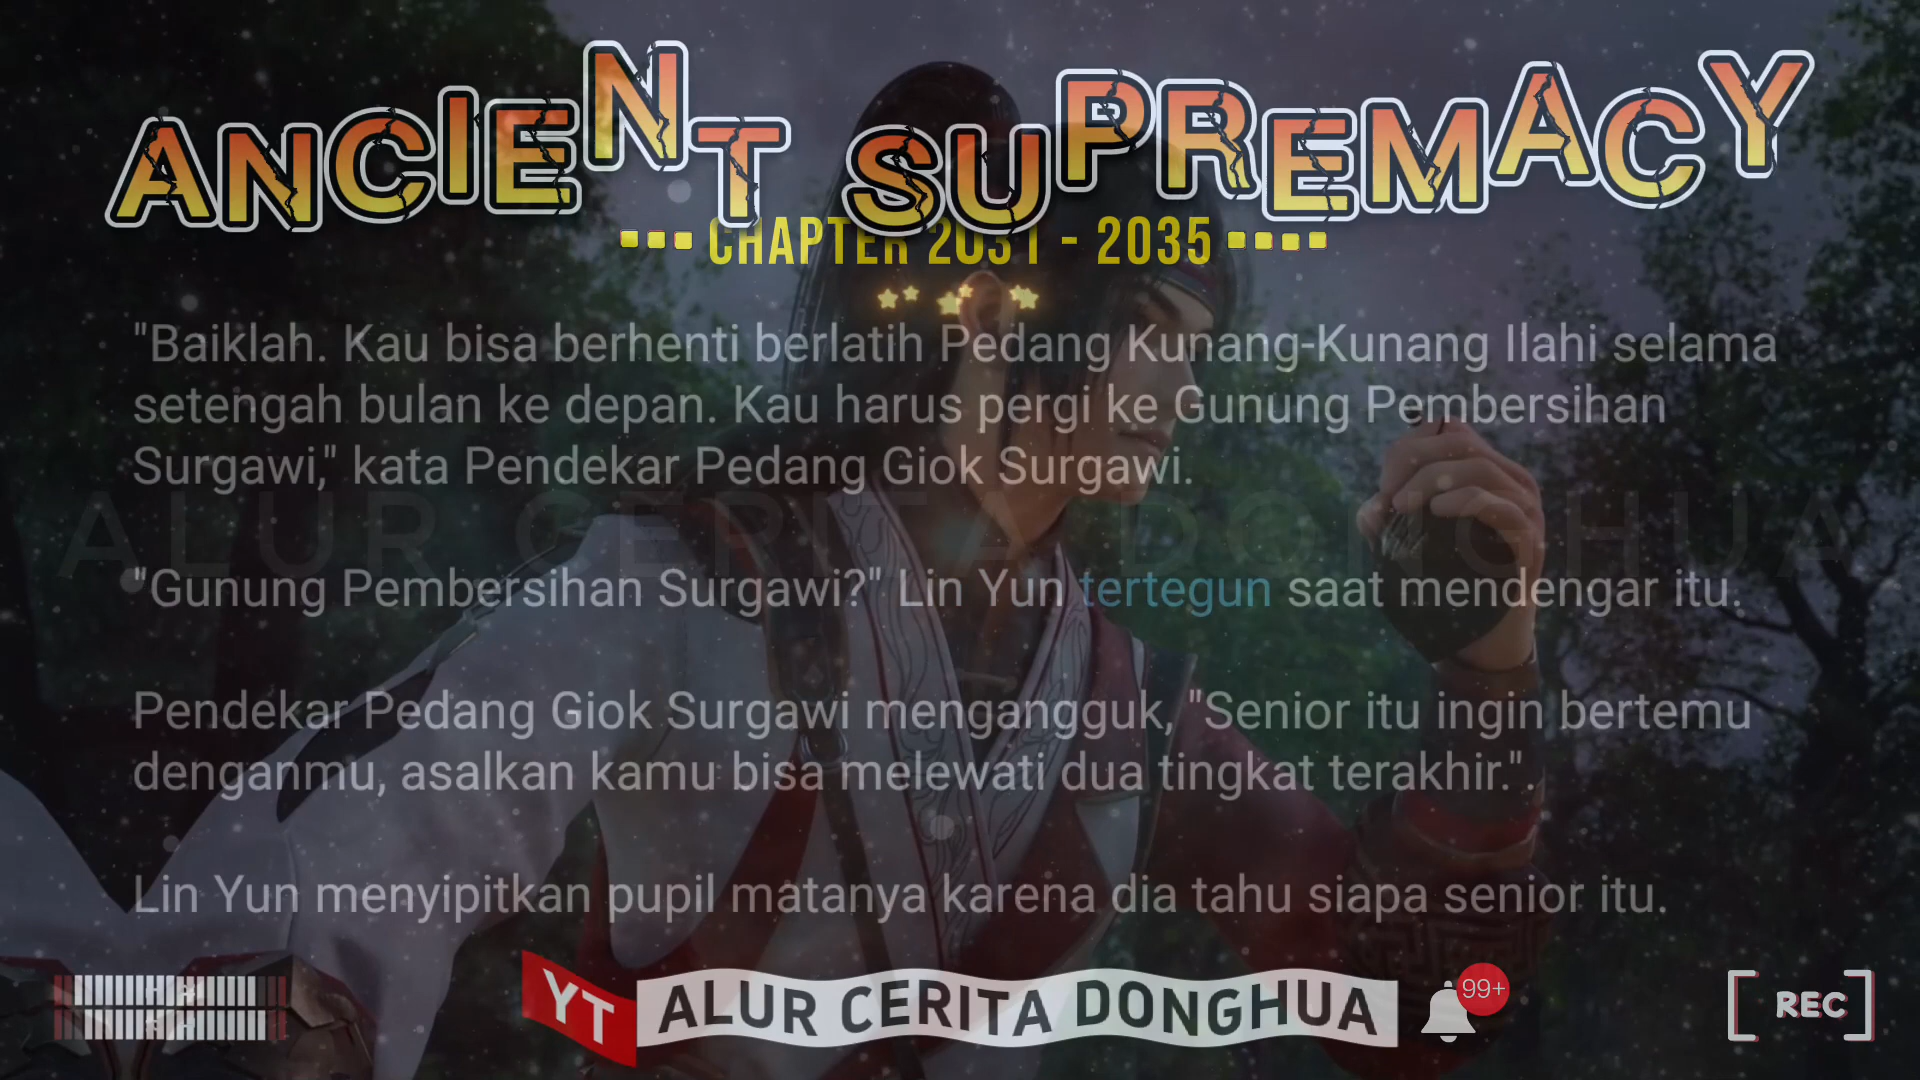 ANCIENT SUPREMACY
CHAPTER 2031 - 2035
"Baiklah. Kau bisa berhenti berlatih Pedang Kunang-Kunang Ilahi selama
setengah bulan ke depan. Kau harus pergi ke Gunung Pembersihan
Surgawi," kata Pendekar Pedang Giok Surgawi.
ALUR CERITA DONGHUA
"Gunung Pembersihan Surgawi?" Lin Yun tertegun saat mendengar itu.
Pendekar Pedang Giok Surgawi mengangguk, "Senior itu ingin bertemu
denganmu, asalkan kamu bisa melewati dua tingkat terakhir.".
Lin Yun menyipitkan pupil matanya karena dia tahu siapa senior itu.
YT ALUR CERITA DONGHUA 99+
REC